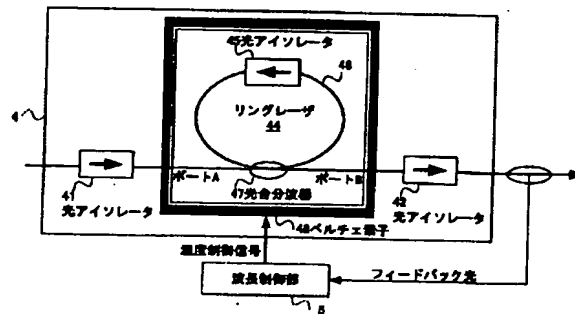 45光アイソレータ
リングレーザ
44
46
4
ポートA
ポートB
47光合分波器
41
光アイソレータ
42
光アイソレータ
48ペルチェ素子
温度制御信号
波長制御部
フィードバック光
5